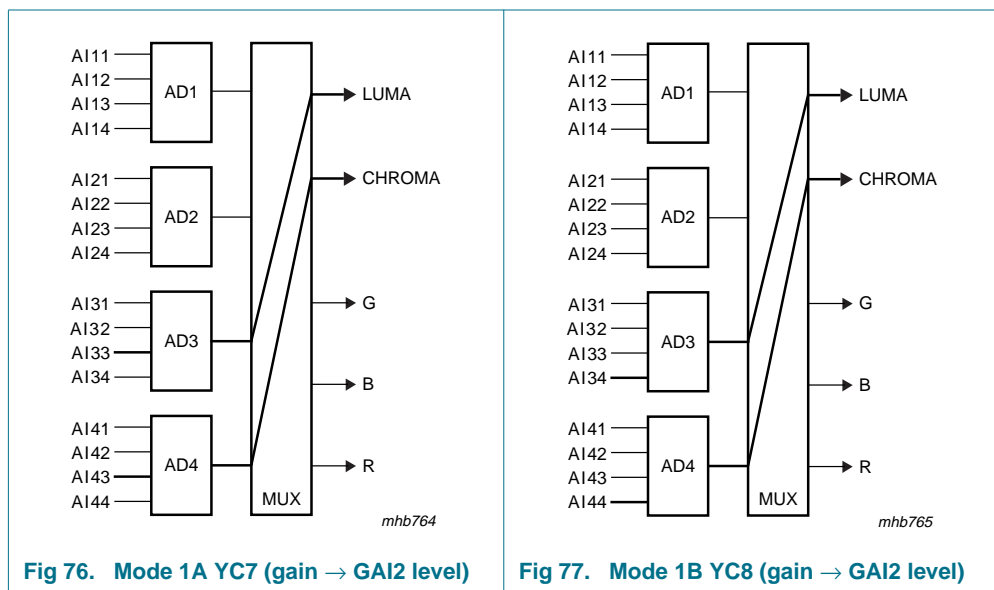 AI11
AI12
AI13
AI14
AD1
AI21
AI22
AI23
AI24
AD2
AI31
AI32
AI33
AI34
AD3
AI41
AI42
AI43
AI44
AD4
MUX
LUMA
CHROMA
G
B
R
mhb764
Fig 76. Mode 1A YC7 (gain → GAI2 level)
AI11
AI12
AI13
AI14
AD1
AI21
AI22
AI23
AI24
AD2
AI31
AI32
AI33
AI34
AD3
AI41
AI42
AI43
AI44
AD4
MUX
LUMA
CHROMA
G
B
R
mhb765
Fig 77. Mode 1B YC8 (gain → GAI2 level)